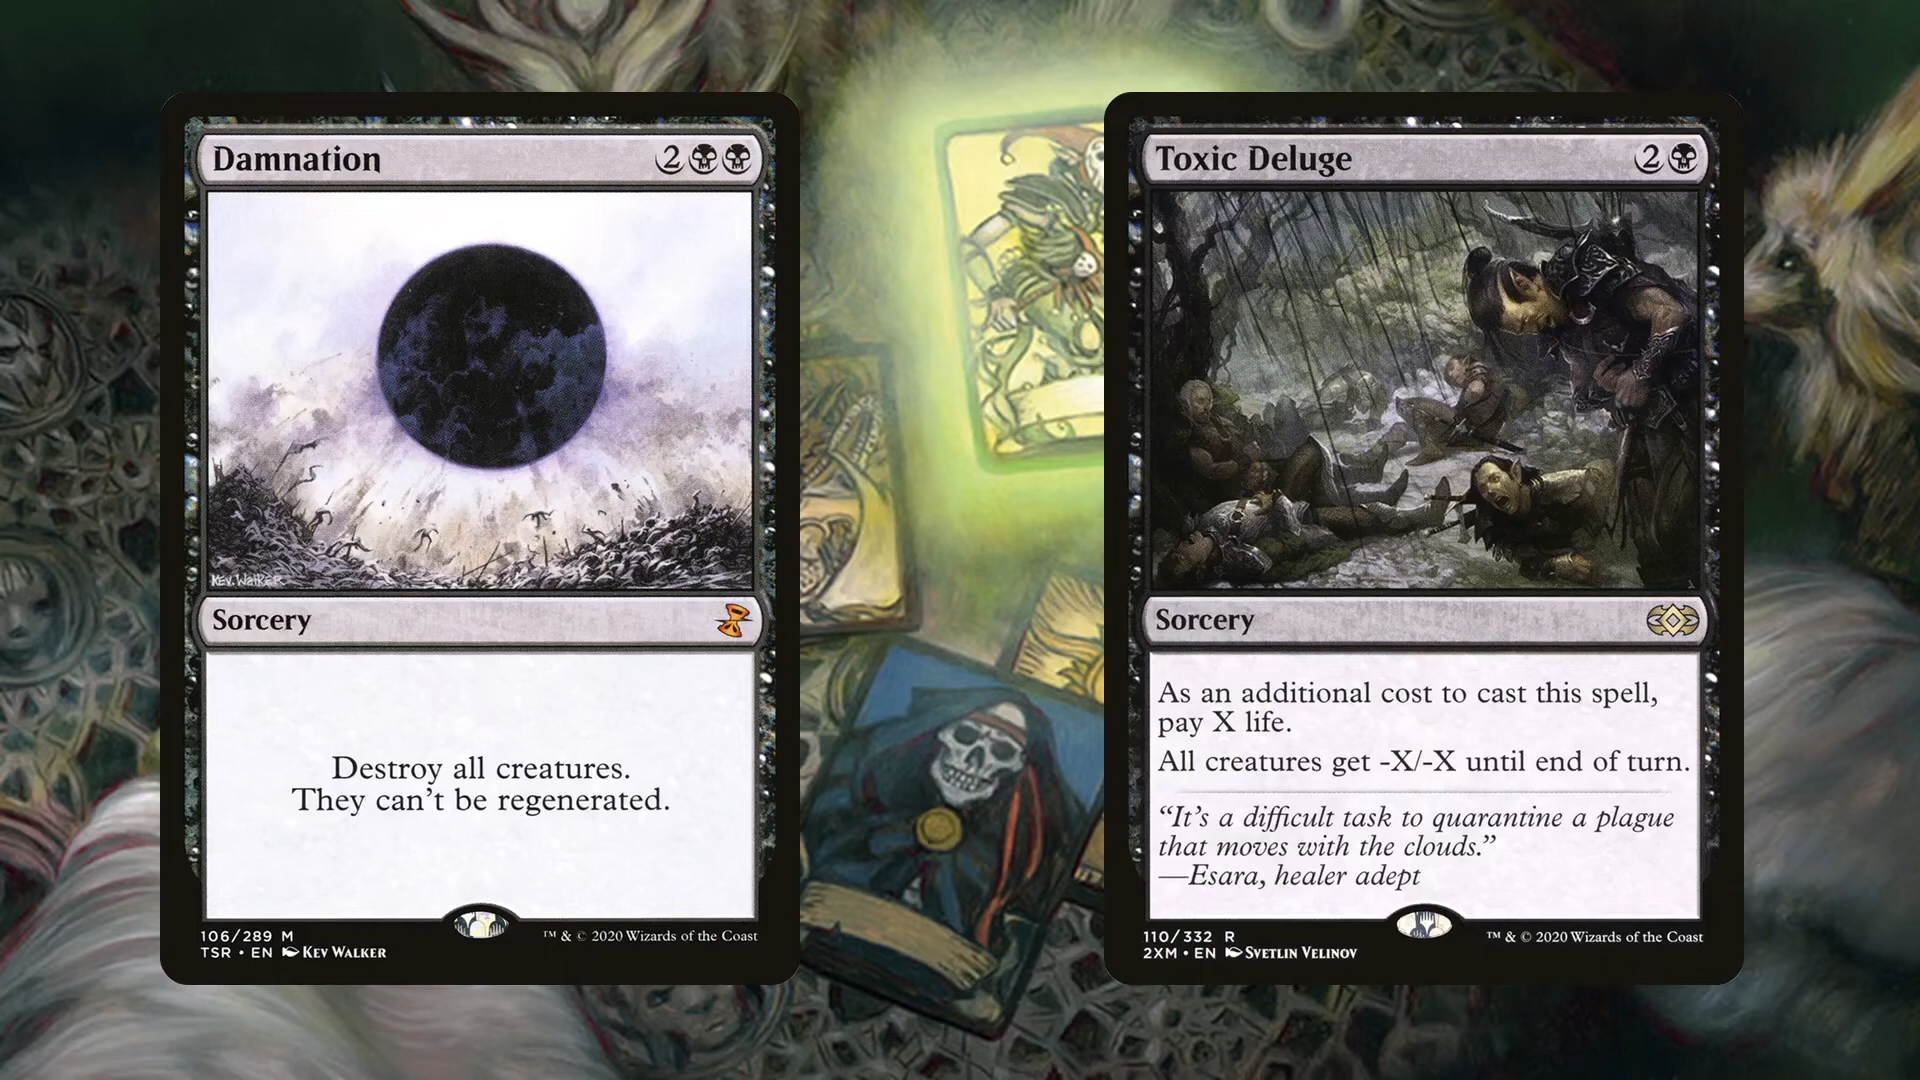 Damnation
2
KEV. WALKER
Sorcery
Destroy all creatures.
They can't be regenerated.
106/289 M
TSR • EN KEV WALKER
™ & © 2020 Wizards of the Coast
Toxic Deluge
2
Sorcery
As an additional cost to cast this spell,
pay X life.
All creatures get -X/-X until end of turn.
“It's a difficult task to quarantine a plague
that moves with the clouds.”
—Esara, healer adept
110/332 R
2XM • EN SVETLIN VELINOV
™ & © 2020 Wizards of the Coast